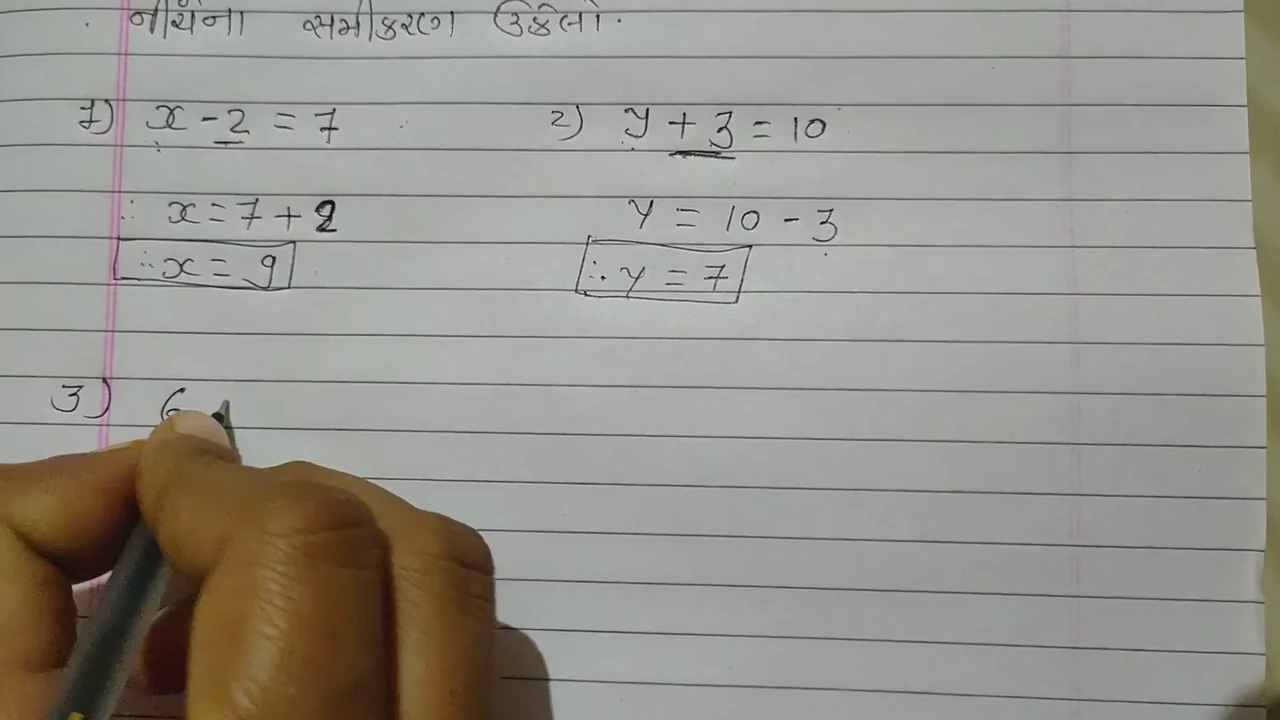 નીચેના સમીકરણ ઉકેલો.
1) x - 2 = 7
∴ x = 7 + 2
∴ x = 9
2) y + 3 = 10
y = 10 - 3
∴ y = 7
3) 6